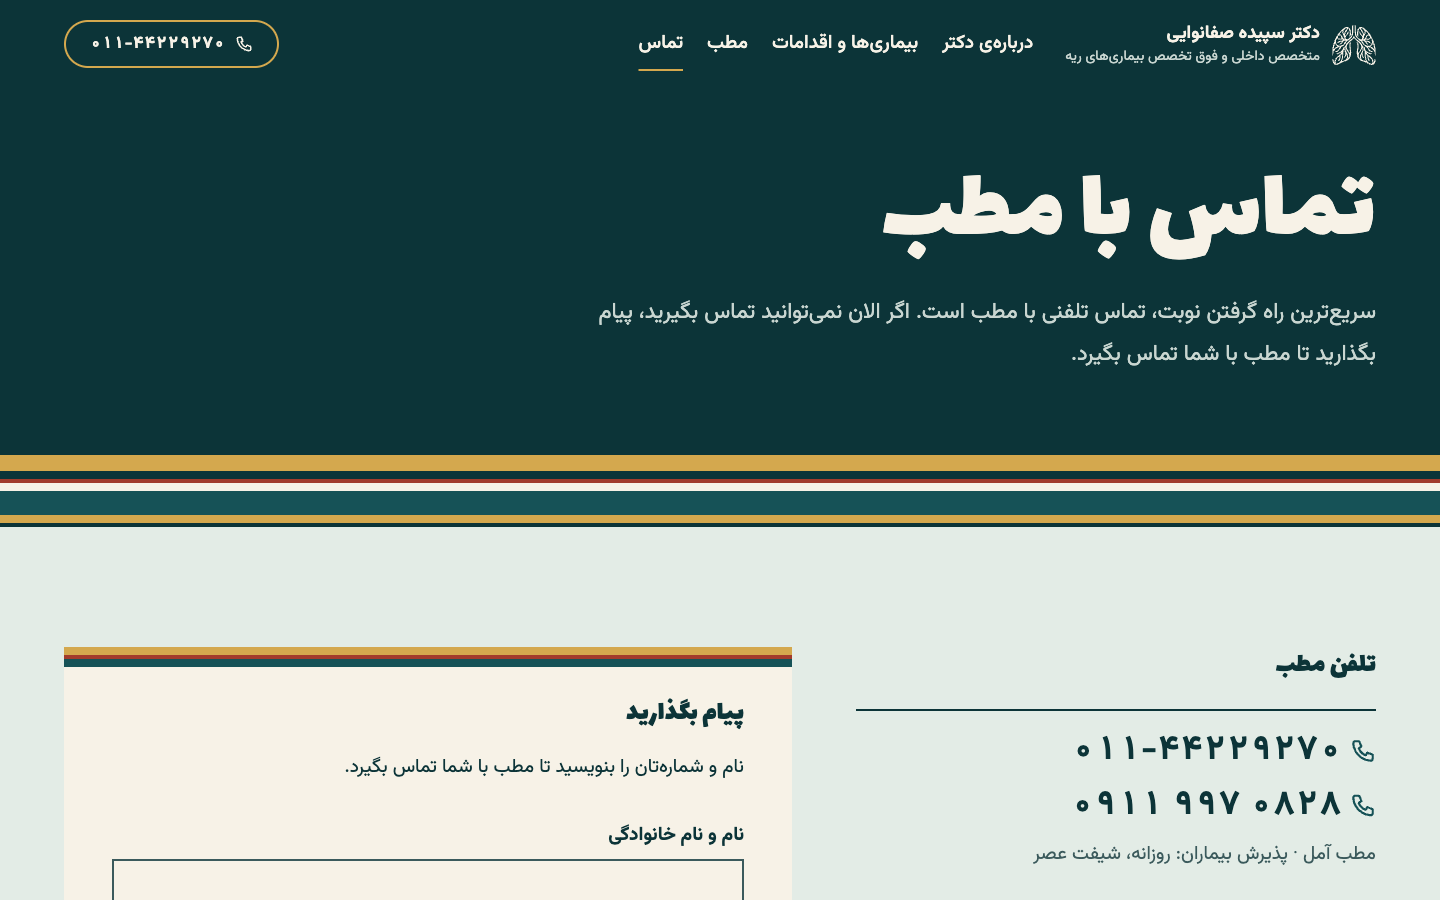 دکتر سپیده صفانوایی
متخصص داخلی و فوق تخصص بیماری‌های ریه
درباره‌ی دکتر
بیماری‌ها و اقدامات
مطب
تماس
۰۱۱-۴۴۲۲۹۲۷۰
تماس با مطب
سریع‌ترین راه گرفتن نوبت، تماس تلفنی با مطب است. اگر الان نمی‌توانید تماس بگیرید، پیام
بگذارید تا مطب با شما تماس بگیرد.
تلفن مطب
۰۱۱-۴۴۲۲۹۲۷۰
۰۹۱۱ ۹۹۷ ۰۸۲۸
مطب آمل · پذیرش بیماران: روزانه، شیفت عصر
پیام بگذارید
نام و شماره‌تان را بنویسید تا مطب با شما تماس بگیرد.
نام و نام خانوادگی